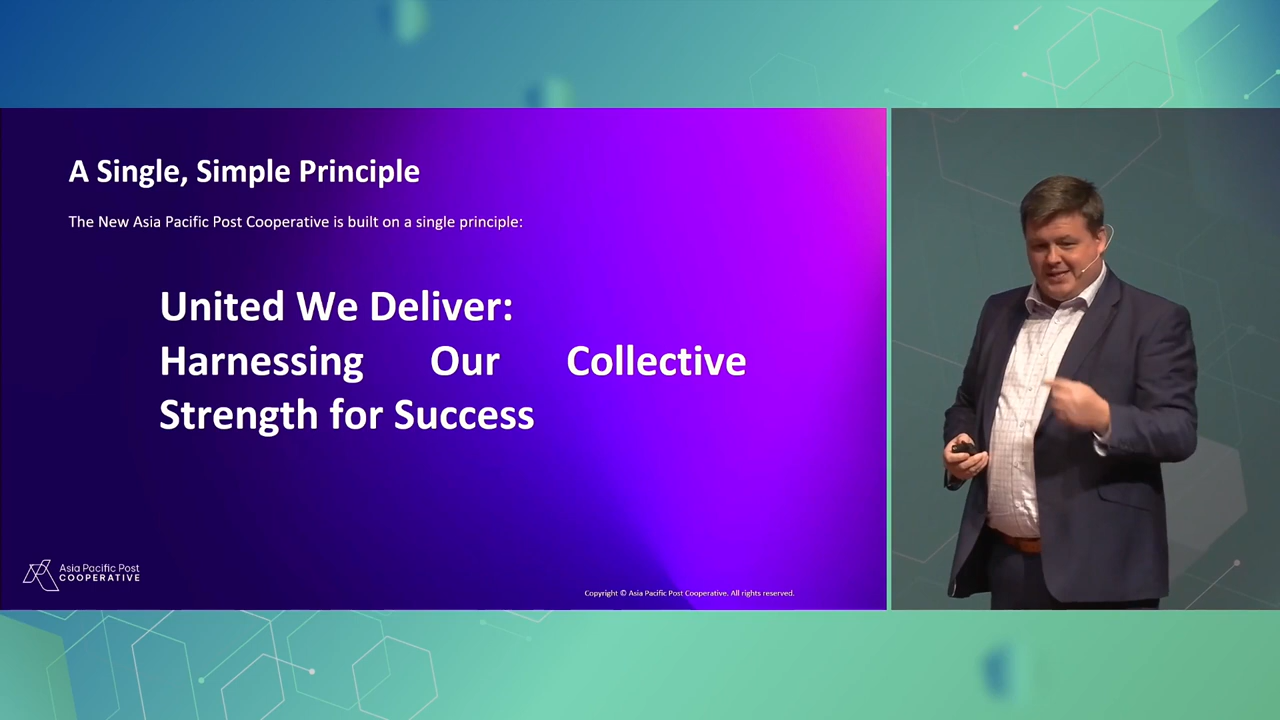 A Single, Simple Principle
The New Asia Pacific Post Cooperative is built on a single principle:
United We Deliver:
Harnessing Our Collective
Strength for Success
Asia Pacific Post
COOPERATIVE
Copyright © Asia Pacific Post Cooperative. All rights reserved.